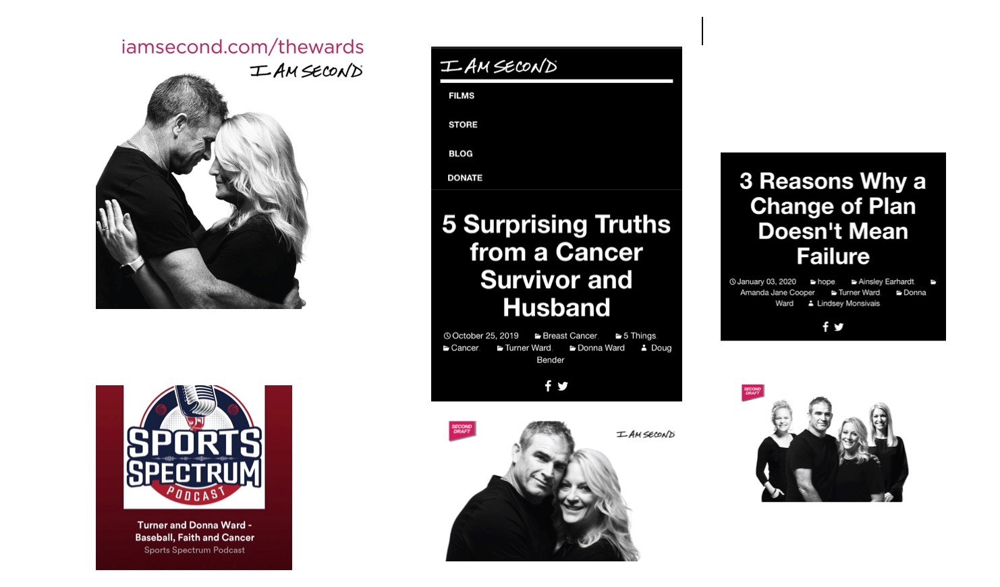 iamsecond.com/thewards
I AM SECOND
I AM SECOND
FILMS
STORE
BLOG
DONATE
5 Surprising Truths
from a Cancer
Survivor and
Husband
October 25, 2019 Breast Cancer 5 Things
Cancer Turner Ward Donna Ward Doug
Bender
SECOND
DRAFT
I AM SECOND
3 Reasons Why a
Change of Plan
Doesn't Mean
Failure
January 03, 2020 hope Ainsley Earhardt
Amanda Jane Cooper Turner Ward Donna
Ward Lindsey Monsivais
SECOND
DRAFT
SPORTS
SPECTRUM
PODCAST
Turner and Donna Ward -
Baseball, Faith and Cancer
Sports Spectrum Podcast